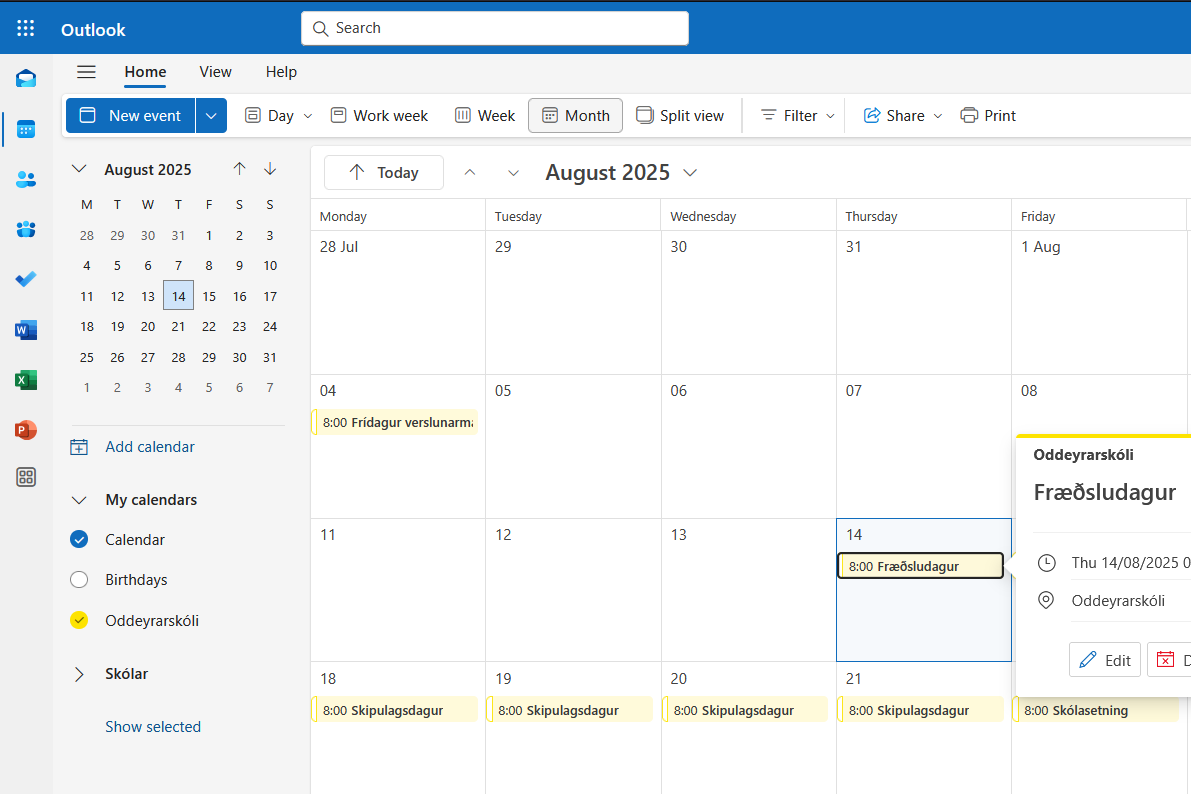 Outlook
Search
Home View Help
New event Day Work week Week Month Split view Filter Share Print
August 2025
M T W T F S S
28 29 30 31 1 2 3
4 5 6 7 8 9 10
11 12 13 14 15 16 17
18 19 20 21 22 23 24
25 26 27 28 29 30 31
1 2 3 4 5 6 7
Add calendar
My calendars
Calendar
Birthdays
Oddeyrarskóli
Skólar
Show selected
Today August 2025
Monday Tuesday Wednesday Thursday Friday
28 Jul 29 30 31 1 Aug
04 05 06 07 08
8:00 Frídagur verslunarma
11 12 13 14
8:00 Fræðsludagur
18 19 20 21
8:00 Skipulagsdagur 8:00 Skipulagsdagur 8:00 Skipulagsdagur 8:00 Skipulagsdagur 8:00 Skólasetning
Oddeyrarskóli
Fræðsludagur
Thu 14/08/2025 0
Oddeyrarskóli
Edit D